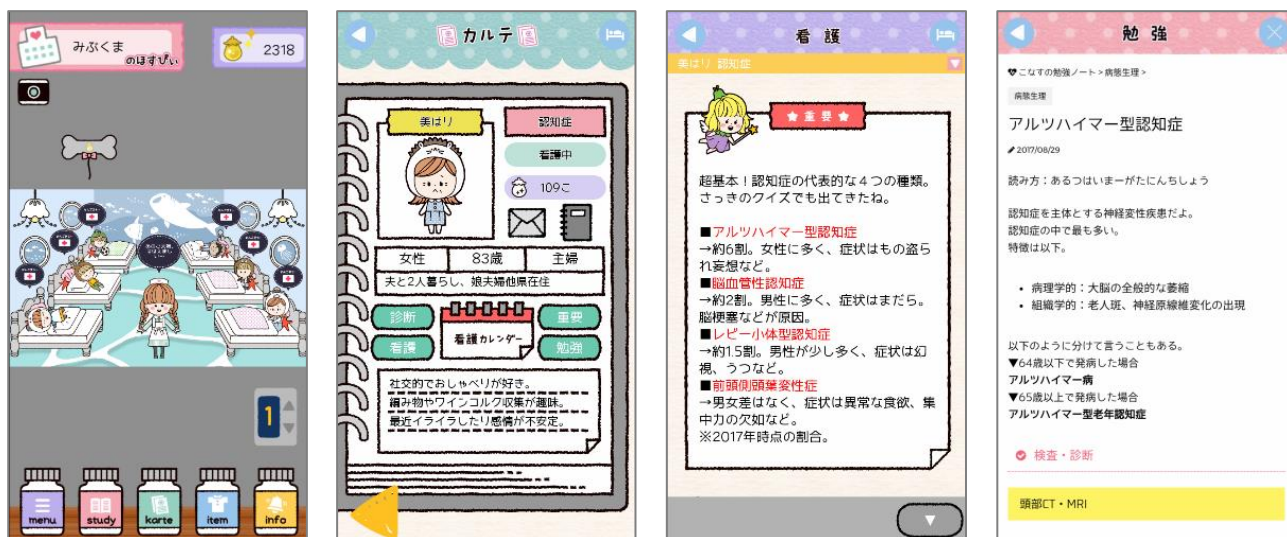 みぶくま
のほすぴぃ
2318
1
menu
study
karte
item
info
カルテ
美はり
認知症
看護中
109こ
女性
83歳
主婦
夫と2人暮らし、娘夫婦他県在住
診断
重要
看護カレンダー
看護
勉強
社交的でおしゃべりが好き。
編み物やワインコルク収集が趣味。
最近イライラしたり感情が不安定。
看護
美はり 認知症
★重要★
超基本！認知症の代表的な４つの種類。
さっきのクイズでも出てきたね。
■アルツハイマー型認知症
→約6割。女性に多く、症状はもの盗ら
れ妄想など。
■脳血管性認知症
→約2割。男性に多く、症状はまだら。
脳梗塞などが原因。
■レビー小体型認知症
→約1.5割。男性が少し多く、症状は幻
視、うつなど。
■前頭側頭葉変性症
→男女差はなく、症状は異常な食欲、集
中力の欠如など。
※2017年時点の割合。
勉強
こなすの勉強ノート > 病態生理 >
病態生理
アルツハイマー型認知症
2017/08/29
読み方：あるつはいまーがたにんちしょう
認知症を主体とする神経変性疾患だよ。
認知症の中で最も多い。
特徴は以下。
• 病理学的：大脳の全般的な萎縮
• 組織学的：老人斑、神経原線維変化の出現
以下のように分けて言うこともある。
▼64歳以下で発病した場合
アルツハイマー病
▼65歳以上で発病した場合
アルツハイマー型老年認知症
検査・診断
頭部CT・MRI